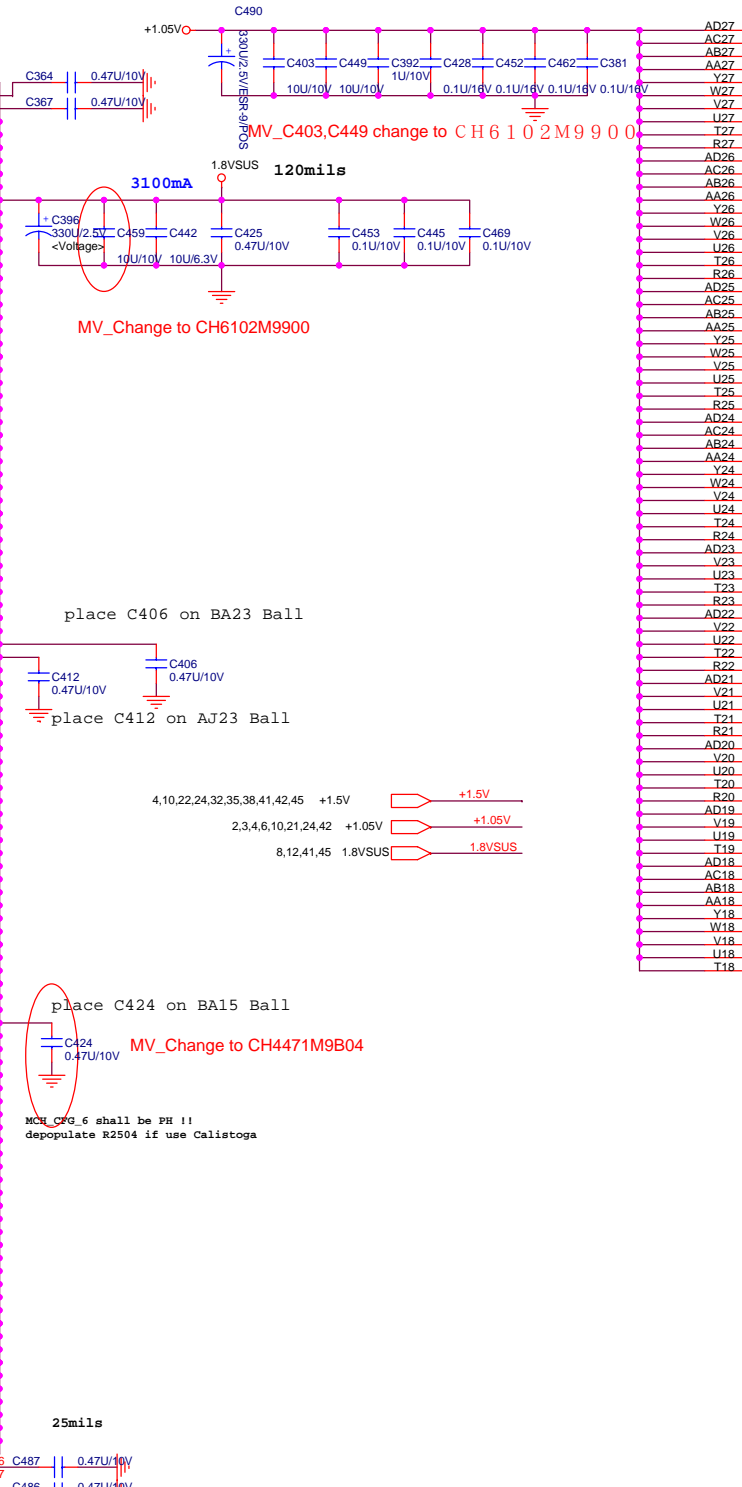 C490
+1.05V
330U/2.5V/ESR-9/POS
C403
C449
C392
C428
C452
C462
C381
10U/10V
10U/10V
1U/10V
0.1U/16V
0.1U/16V
0.1U/16V
0.1U/16V
C364
0.47U/10V
C367
0.47U/10V
MV_C403,C449 change to CH6102M9900
1.8VSUS
120mils
3100mA
C396
330U/2.5V
<Voltage>
C459
C442
C425
0.47U/10V
C453
0.1U/10V
C445
0.1U/10V
C469
0.1U/10V
10U/10V
10U/6.3V
MV_Change to CH6102M9900
place C406 on BA23 Ball
C412
0.47U/10V
C406
0.47U/10V
place C412 on AJ23 Ball
4,10,22,24,32,35,38,41,42,45 +1.5V
+1.5V
2,3,4,6,10,21,24,42 +1.05V
+1.05V
8,12,41,45 1.8VSUS
1.8VSUS
place C424 on BA15 Ball
C424
0.47U/10V
MV_Change to CH4471M9B04
MCH_CFG_6 shall be PH !!
depopulate R2504 if use Calistoga
25mils
6
7
C487
0.47U/10V
C486
0.47U/10V
AD27
AC27
AB27
AA27
Y27
W27
V27
U27
T27
R27
AD26
AC26
AB26
AA26
Y26
W26
V26
U26
T26
R26
AD25
AC25
AB25
AA25
Y25
W25
V25
U25
T25
R25
AD24
AC24
AB24
AA24
Y24
W24
V24
U24
T24
R24
AD23
V23
U23
T23
R23
AD22
V22
U22
T22
R22
AD21
V21
U21
T21
R21
AD20
V20
U20
T20
R20
AD19
V19
U19
T19
AD18
AC18
AB18
AA18
Y18
W18
V18
U18
T18